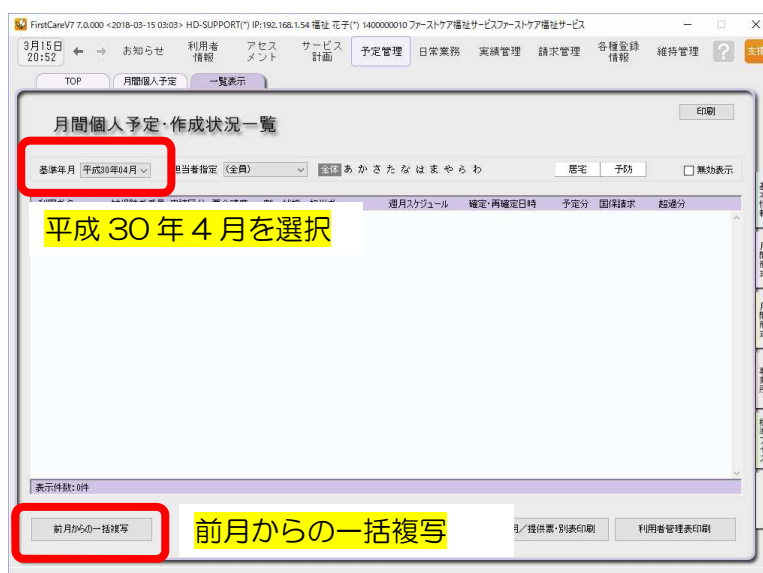 FirstCareV7 7.0.000 <2018-03-15 03:03> HD-SUPPORT(*) IP:192.168.1.54 福祉 花子(*) 1400000010 ファーストケア福祉サービスファーストケア福祉サービス
3月15日 20:52 お知らせ 利用者情報 アセスメント サービス計画 予定管理 日常業務 実績管理 請求管理 各種登録情報 維持管理 ?
TOP 月間個人予定 一覧表示
月間個人予定・作成状況一覧 印刷
基準年月 平成30年04月 担当者指定 (全員) 全体 あ か さ た な は ま や ら わ 居宅 予防 無効表示
週月スケジュール 確定・再確定日時 予定分 国保請求 超過分
平成 30 年 4 月を選択
表示件数:0件
前月からの一括複写 前月からの一括複写 /提供票・別表印刷 利用者管理表印刷